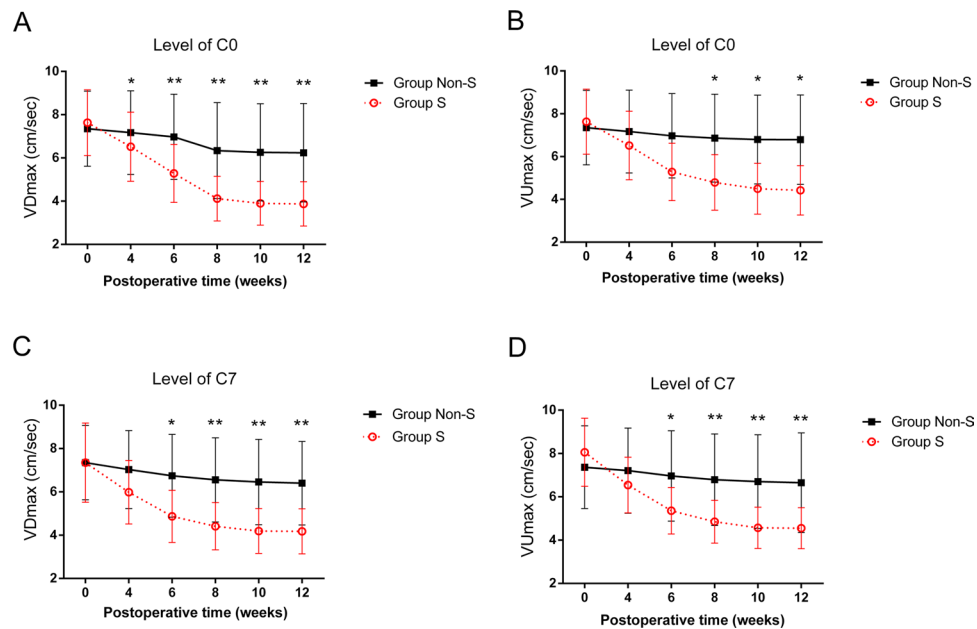 A
Level of C0
VDmax (cm/sec)
10
8
6
4
2
* ** ** ** **
0 4 6 8 10 12
Postoperative time (weeks)
Group Non-S
Group S
B
Level of C0
VUmax (cm/sec)
10
8
6
4
2
* * *
0 4 6 8 10 12
Postoperative time (weeks)
Group Non-S
Group S
C
Level of C7
VDmax (cm/sec)
10
8
6
4
2
* ** ** **
0 4 6 8 10 12
Postoperative time (weeks)
Group Non-S
Group S
D
Level of C7
VUmax (cm/sec)
10
8
6
4
2
* ** ** **
0 4 6 8 10 12
Postoperative time (weeks)
Group Non-S
Group S